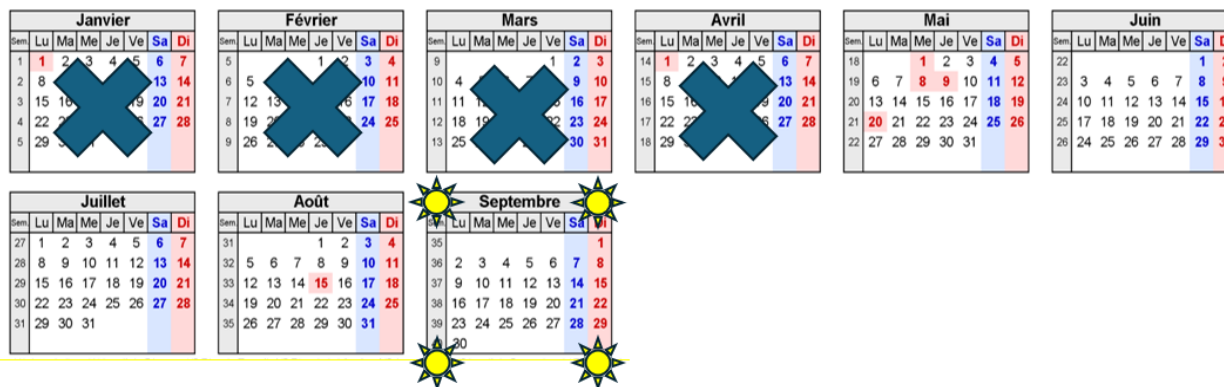 Janvier
Sem. Lu Ma Me Je Ve Sa Di
1 1 2 3 4 5 6 7
2 8 13 14
3 15 16 19 20 21
4 22 27 28
5 29
Février
Sem. Lu Ma Me Je Ve Sa Di
5 1 2 3 4
6 5 10 11
7 12 13 16 17 18
8 19 24 25
9 26
Mars
Sem. Lu Ma Me Je Ve Sa Di
9 1 2 3
10 4 9 10
11 11 16 17
12 18 19 22 23 24
13 25 30 31
Avril
Sem. Lu Ma Me Je Ve Sa Di
14 1 2 3 4 5 6 7
15 8 13 14
16 15 16 20 21
17 22 27 28
18 29
Mai
Sem. Lu Ma Me Je Ve Sa Di
18 1 2 3 4 5
19 6 7 8 9 10 11 12
20 13 14 15 16 17 18 19
21 20 21 22 23 24 25 26
22 27 28 29 30 31
Juin
Sem. Lu Ma Me Je Ve Sa
22 1
23 3 4 5 6 7 8
24 10 11 12 13 14 15
25 17 18 19 20 21 22
26 24 25 26 27 28 29
Juillet
Sem. Lu Ma Me Je Ve Sa Di
27 1 2 3 4 5 6 7
28 8 9 10 11 12 13 14
29 15 16 17 18 19 20 21
30 22 23 24 25 26 27 28
31 29 30 31
Août
Sem. Lu Ma Me Je Ve Sa Di
31 1 2 3 4
32 5 6 7 8 9 10 11
33 12 13 14 15 16 17 18
34 19 20 21 22 23 24 25
35 26 27 28 29 30 31
Septembre
Sem. Lu Ma Me Je Ve Sa Di
35 1
36 2 3 4 5 6 7 8
37 9 10 11 12 13 14 15
38 16 17 18 19 20 21 22
39 23 24 25 26 27 28 29
30